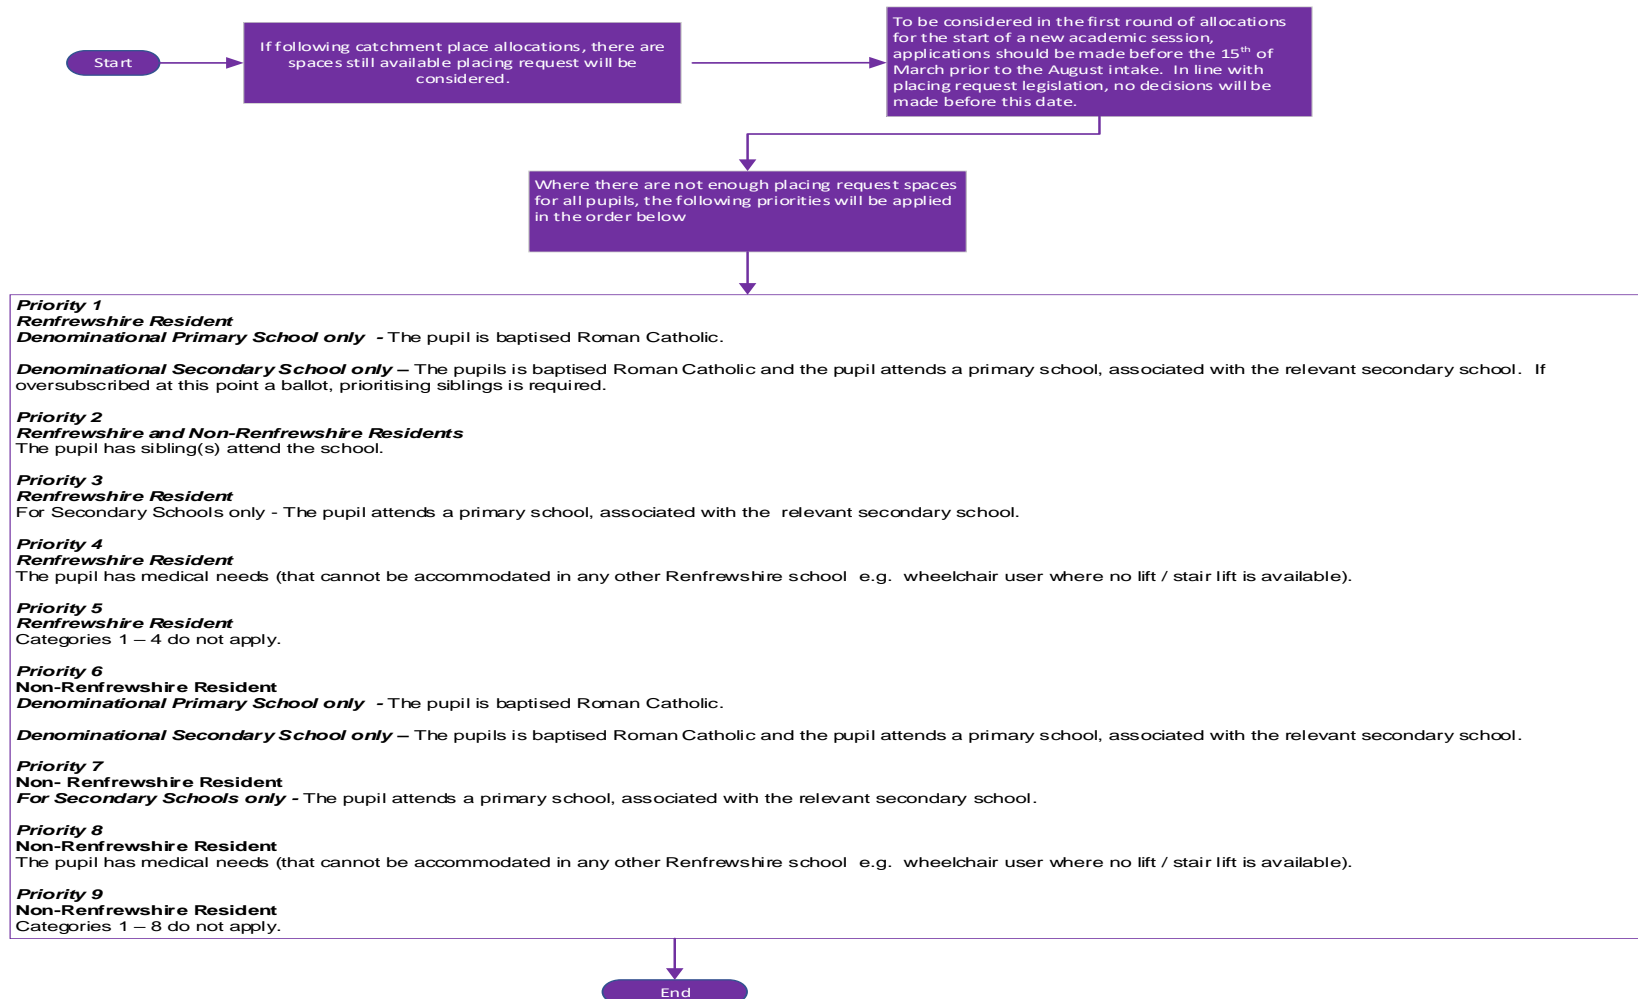 Start
If following catchment place allocations, there are
spaces still available placing request will be
considered.
To be considered in the first round of allocations
for the start of a new academic session,
applications should be made before the 15th of
March prior to the August intake. In line with
placing request legislation, no decisions will be
made before this date.
Where there are not enough placing request spaces
for all pupils, the following priorities will be applied
in the order below
Priority 1
Renfrewshire Resident
Denominational Primary School only - The pupil is baptised Roman Catholic.
Denominational Secondary School only – The pupils is baptised Roman Catholic and the pupil attends a primary school, associated with the relevant secondary school. If
oversubscribed at this point a ballot, prioritising siblings is required.
Priority 2
Renfrewshire and Non-Renfrewshire Residents
The pupil has sibling(s) attend the school.
Priority 3
Renfrewshire Resident
For Secondary Schools only - The pupil attends a primary school, associated with the relevant secondary school.
Priority 4
Renfrewshire Resident
The pupil has medical needs (that cannot be accommodated in any other Renfrewshire school e.g. wheelchair user where no lift / stair lift is available).
Priority 5
Renfrewshire Resident
Categories 1 – 4 do not apply.
Priority 6
Non-Renfrewshire Resident
Denominational Primary School only - The pupil is baptised Roman Catholic.
Denominational Secondary School only – The pupils is baptised Roman Catholic and the pupil attends a primary school, associated with the relevant secondary school.
Priority 7
Non- Renfrewshire Resident
For Secondary Schools only - The pupil attends a primary school, associated with the relevant secondary school.
Priority 8
Non-Renfrewshire Resident
The pupil has medical needs (that cannot be accommodated in any other Renfrewshire school e.g. wheelchair user where no lift / stair lift is available).
Priority 9
Non-Renfrewshire Resident
Categories 1 – 8 do not apply.
End